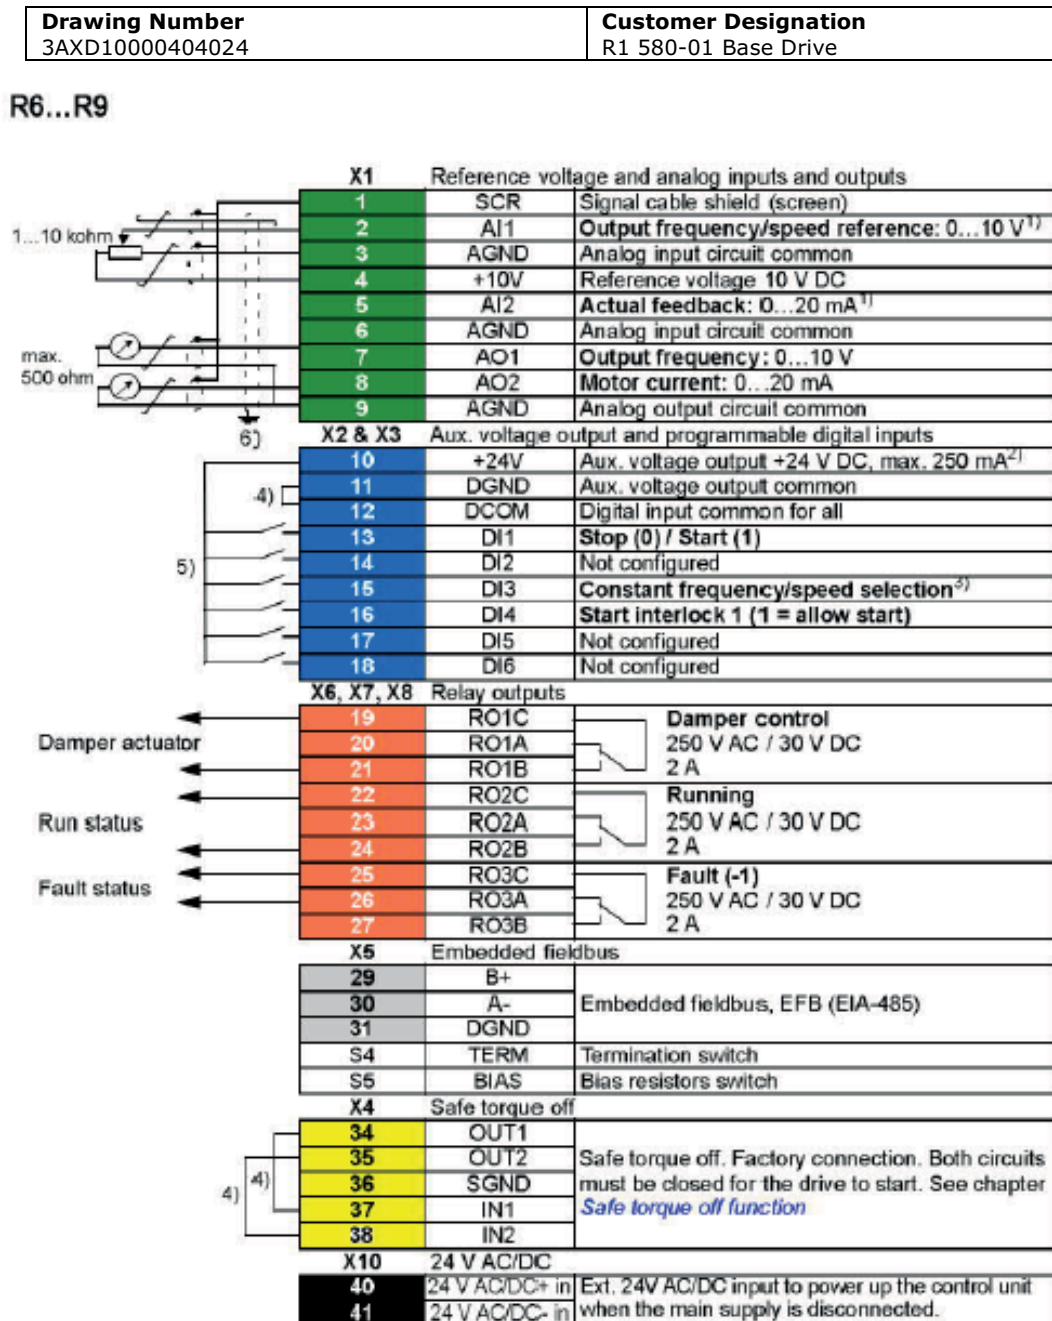 Drawing Number Customer Designation
3AXD10000404024 R1 580-01 Base Drive
R6...R9
X1 Reference voltage and analog inputs and outputs
1 SCR Signal cable shield (screen)
1...10 kohm 2 AI1 Output frequency/speed reference: 0...10 V1)
3 AGND Analog input circuit common
4 +10V Reference voltage 10 V DC
5 AI2 Actual feedback: 0...20 mA1)
6 AGND Analog input circuit common
max. 7 AO1 Output frequency: 0...10 V
500 ohm 8 AO2 Motor current: 0...20 mA
9 AGND Analog output circuit common
6) X2 & X3 Aux. voltage output and programmable digital inputs
10 +24V Aux. voltage output +24 V DC, max. 250 mA2)
4) 11 DGND Aux. voltage output common
12 DCOM Digital input common for all
13 DI1 Stop (0) / Start (1)
5) 14 DI2 Not configured
15 DI3 Constant frequency/speed selection3)
16 DI4 Start interlock 1 (1 = allow start)
17 DI5 Not configured
18 DI6 Not configured
X6, X7, X8 Relay outputs
19 RO1C Damper control
Damper actuator 20 RO1A 250 V AC / 30 V DC
21 RO1B 2 A
22 RO2C Running
Run status 23 RO2A 250 V AC / 30 V DC
24 RO2B 2 A
25 RO3C Fault (-1)
Fault status 26 RO3A 250 V AC / 30 V DC
27 RO3B 2 A
X5 Embedded fieldbus
29 B+
30 A- Embedded fieldbus, EFB (EIA-485)
31 DGND
S4 TERM Termination switch
S5 BIAS Bias resistors switch
X4 Safe torque off
34 OUT1
35 OUT2 Safe torque off. Factory connection. Both circuits
4) 4) 36 SGND must be closed for the drive to start. See chapter
37 IN1 Safe torque off function
38 IN2
X10 24 V AC/DC
40 24 V AC/DC+ in Ext. 24V AC/DC input to power up the control unit
41 24 V AC/DC- in when the main supply is disconnected.